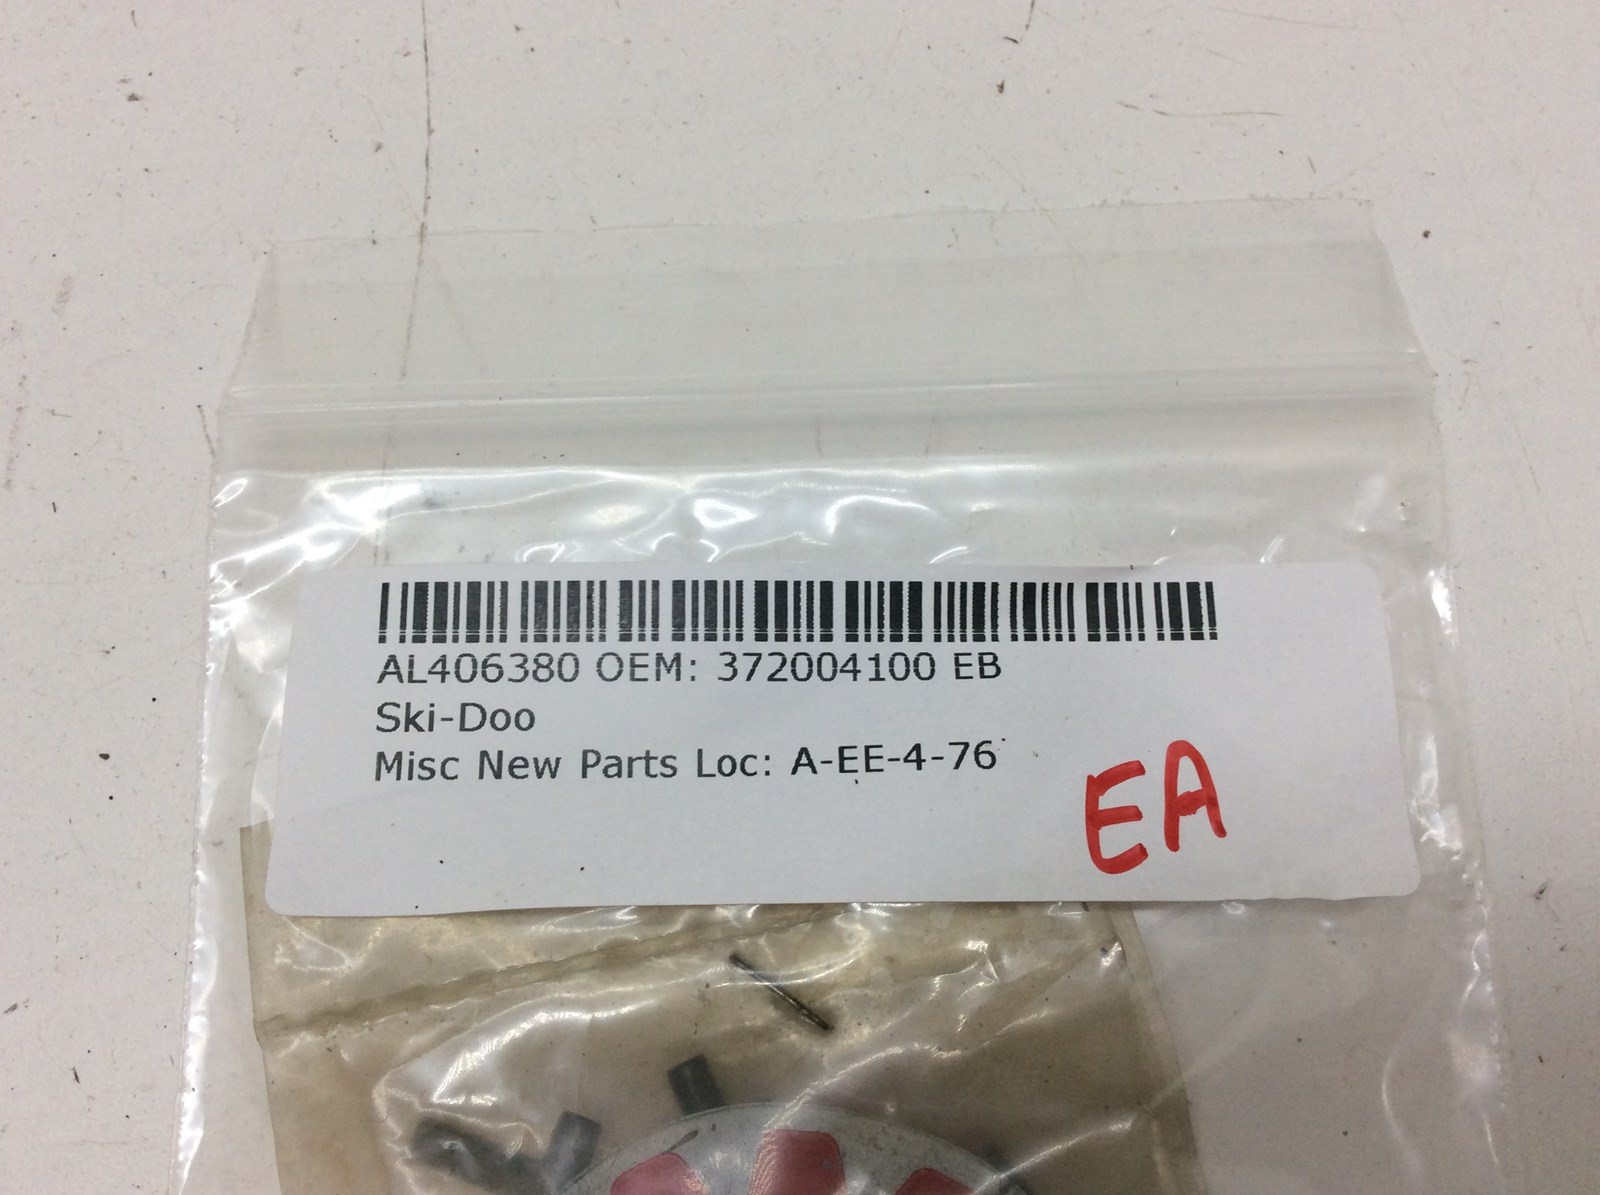 AL406380 OEM: 372004100 EB
Ski-Doo
Misc New Parts Loc: A-EE-4-76
EA